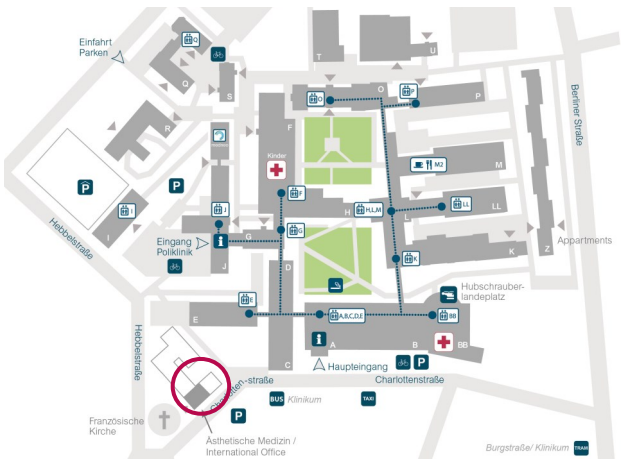 Einfahrt
Parken
Q
Q
S
R
T
U
O
O
P
P
F
Kinder
F
M2
M
Berliner Straße
P
P
I
I
J
H
H,L,M
L
LL
LL
Eingang
Poliklinik
i
G
G
J
D
K
K
Z
Appartments
Hebbelstraße
Hubschrauber-
landeplatz
E
E
A,B,C,D,E
BB
i
A
B
BB
C
Haupteingang
P
Hebbelstraße
Charlotten-straße
Charlottenstraße
P
BUS Klinikum
TAXI
Französische
Kirche
Ästhetische Medizin /
International Office
Burgstraße/ Klinikum TRAM